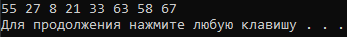 55 27 8 21 33 63 58 67
Для продолжения нажмите любую клавишу . . .